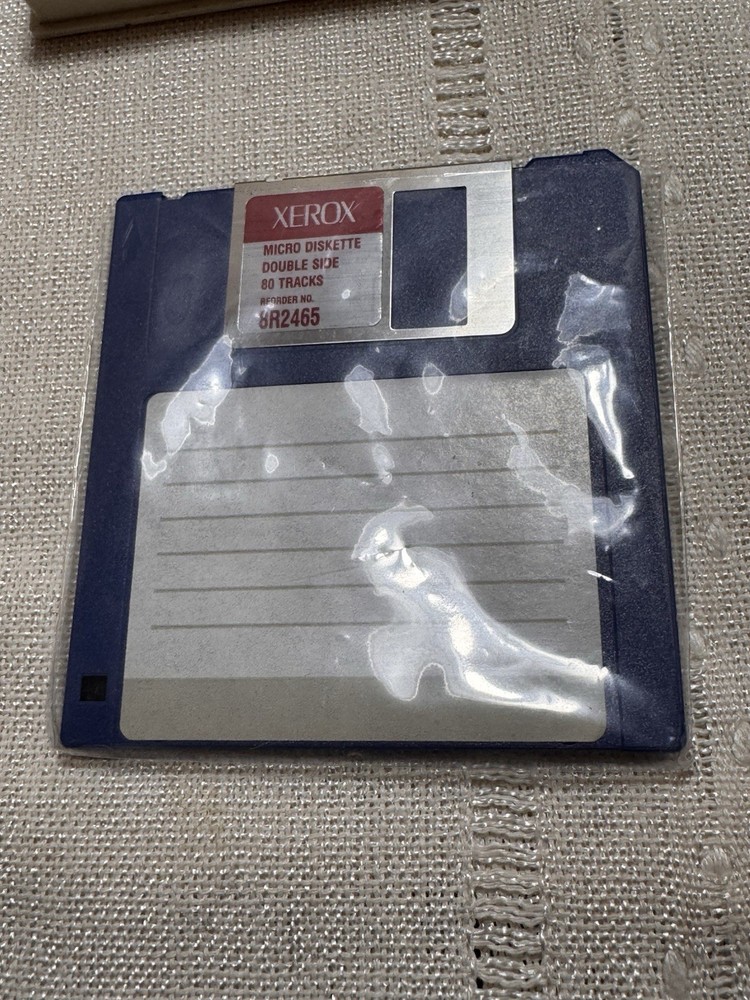 XEROX
MICRO DISKETTE
DOUBLE SIDE
80 TRACKS
REORDER NO.
8R2465